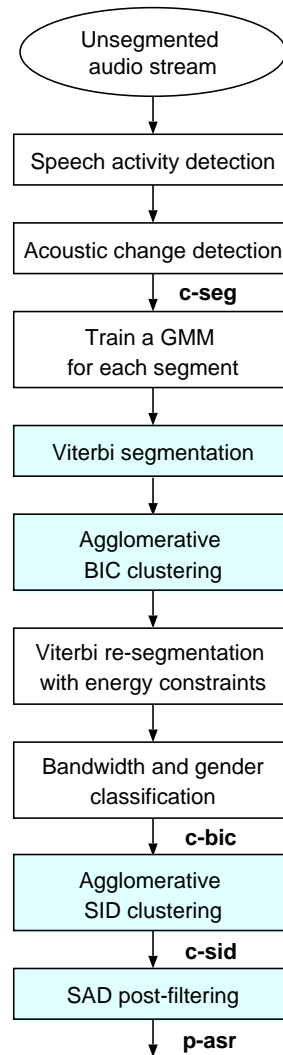 Unsegmented
audio stream
Speech activity detection
Acoustic change detection
c-seg
Train a GMM
for each segment
Viterbi segmentation
Agglomerative
BIC clustering
Viterbi re-segmentation
with energy constraints
Bandwidth and gender
classification
c-bic
Agglomerative
SID clustering
c-sid
SAD post-filtering
p-asr